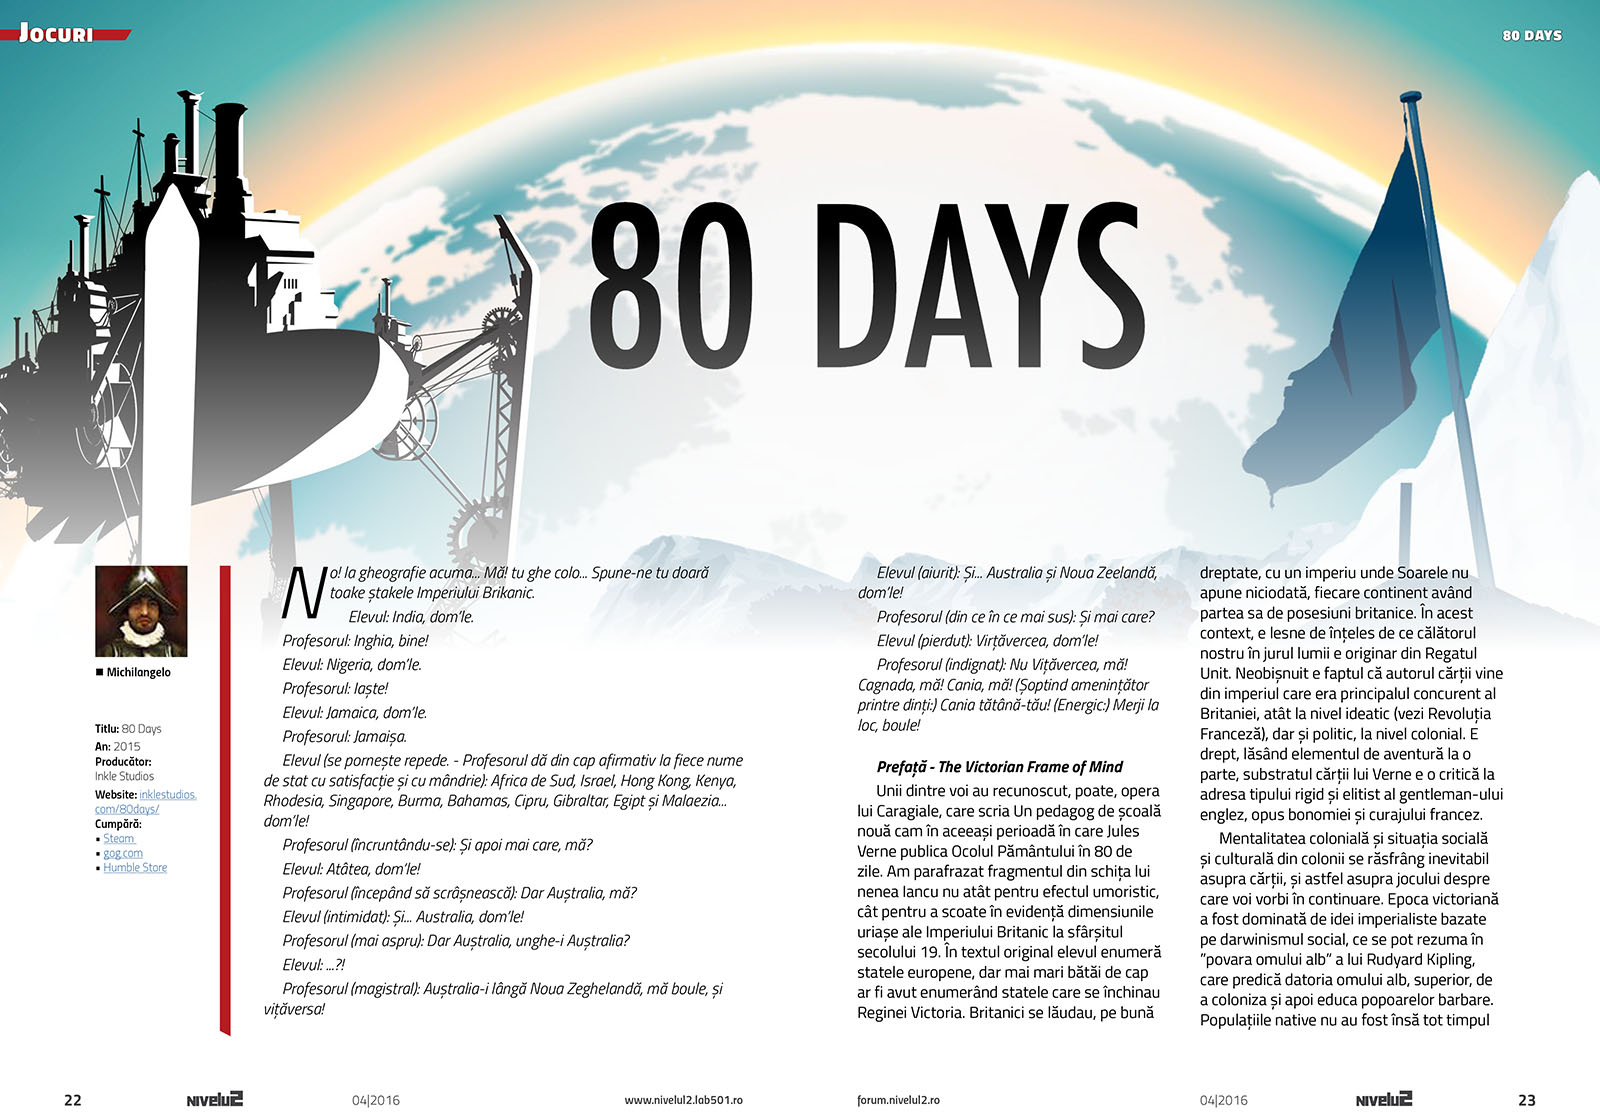 JOCURI
80 DAYS
80 DAYS
■ Michilangelo
Titlu: 80 Days
An: 2015
Producător:
Inkle Studios
Website: inklestudios.
com/80days/
Cumpără:
▪ Steam
▪ gog.com
▪ Humble Store
No! la gheografie acuma... Mă! tu ghe colo... Spune-ne tu doară
toake ștakele Imperiului Brikanic.
Elevul: India, dom'le.
Profesorul: Inghia, bine!
Elevul: Nigeria, dom'le.
Profesorul: Iaște!
Elevul: Jamaica, dom'le.
Profesorul: Jamaișa.
Elevul (se pornește repede. - Profesorul dă din cap afirmativ la fiece nume
de stat cu satisfacție și cu mândrie): Africa de Sud, Israel, Hong Kong, Kenya,
Rhodesia, Singapore, Burma, Bahamas, Cipru, Gibraltar, Egipt și Malaezia...
dom'le!
Profesorul (încruntându-se): Și apoi mai care, mă?
Elevul: Atâtea, dom'le!
Profesorul (începând să scrâșnească): Dar Auștralia, mă?
Elevul (intimidat): Și... Australia, dom'le!
Profesorul (mai aspru): Dar Auștralia, unghe-i Auștralia?
Elevul: ...?!
Profesorul (magistral): Auștralia-i lângă Noua Zeghelandă, mă boule, și
vițăversa!
Elevul (aiurit): Și... Australia și Noua Zeelandă,
dom'le!
Profesorul (din ce în ce mai sus): Și mai care?
Elevul (pierdut): Virțăvercea, dom'le!
Profesorul (indignat): Nu Vițăvercea, mă!
Cagnada, mă! Cania, mă! (Șoptind amenințător
printre dinți:) Cania tătână-tău! (Energic:) Merji la
loc, boule!
Prefață - The Victorian Frame of Mind
Unii dintre voi au recunoscut, poate, opera
lui Caragiale, care scria Un pedagog de școală
nouă cam în aceeași perioadă în care Jules
Verne publica Ocolul Pământului în 80 de
zile. Am parafrazat fragmentul din schița lui
nenea Iancu nu atât pentru efectul umoristic,
cât pentru a scoate în evidență dimensiunile
uriașe ale Imperiului Britanic la sfârșitul
secolului 19. În textul original elevul enumeră
statele europene, dar mai mari bătăi de cap
ar fi avut enumerând statele care se închinau
Reginei Victoria. Britanici se lăudau, pe bună
dreptate, cu un imperiu unde Soarele nu
apune niciodată, fiecare continent având
partea sa de posesiuni britanice. În acest
context, e lesne de înțeles de ce călătorul
nostru în jurul lumii e originar din Regatul
Unit. Neobișnuit e faptul că autorul cărții vine
din imperiul care era principalul concurent al
Britaniei, atât la nivel ideatic (vezi Revoluția
Franceză), dar și politic, la nivel colonial. E
drept, lăsând elementul de aventură la o
parte, substratul cărții lui Verne e o critică la
adresa tipului rigid și elitist al gentleman-ului
englez, opus bonomiei și curajului francez.
Mentalitatea colonială și situația socială
și culturală din colonii se răsfrâng inevitabil
asupra cărții, și astfel asupra jocului despre
care voi vorbi în continuare. Epoca victoriană
a fost dominată de idei imperialiste bazate
pe darwinismul social, ce se pot rezuma în
”povara omului alb” a lui Rudyard Kipling,
care predică datoria omului alb, superior, de
a coloniza și apoi educa popoarelor barbare.
Populațiile native nu au fost însă tot timpul
22 NIVELU2 04|2016 www.nivelul2.lab501.ro forum.nivelul2.ro 04|2016 NIVELU2 23